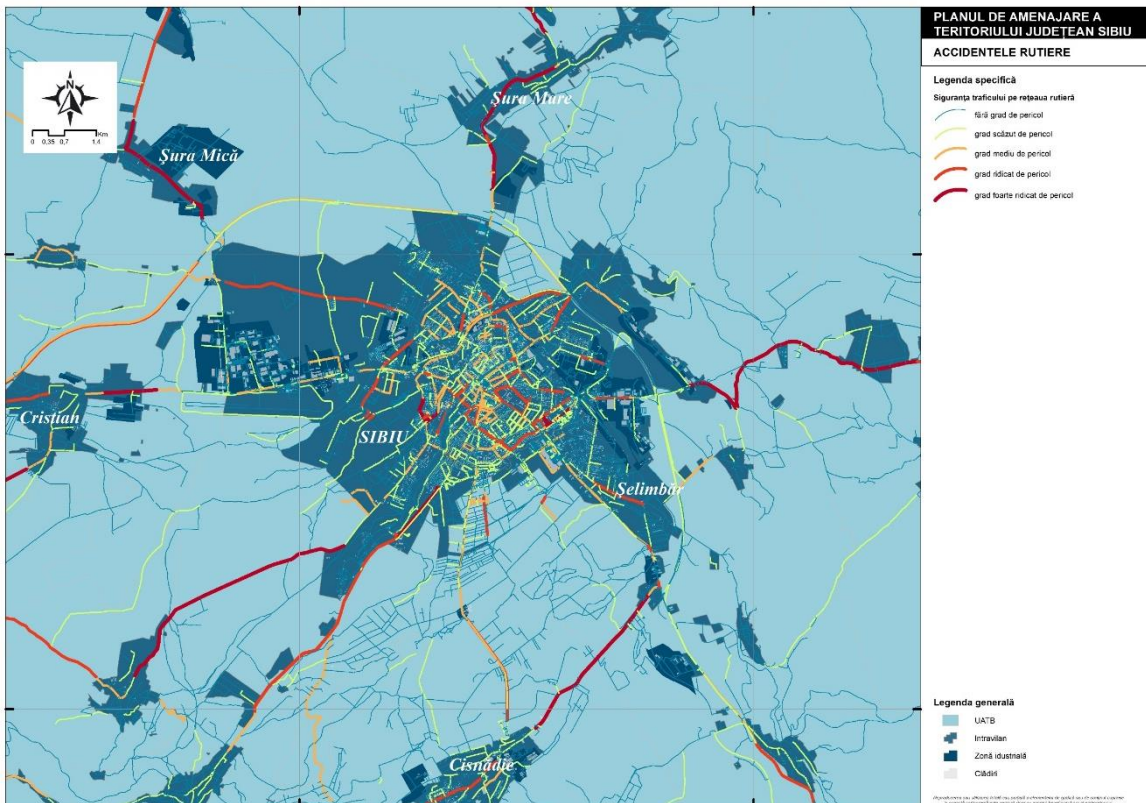 PLANUL DE AMENAJARE A
TERITORIULUI JUDEȚEAN SIBIU
ACCIDENTELE RUTIERE
Legenda specifică
Siguranța traficului pe rețeaua rutieră
fără grad de pericol
grad scăzut de pericol
grad mediu de pericol
grad ridicat de pericol
grad foarte ridicat de pericol
N
Km
0 0,35 0,7 1,4
Șura Mare
Șura Mică
Cristian
SIBIU
Șelimbăr
Cisnădie
Legenda generală
UATB
Intravilan
Zonă idustrială
Clădiri